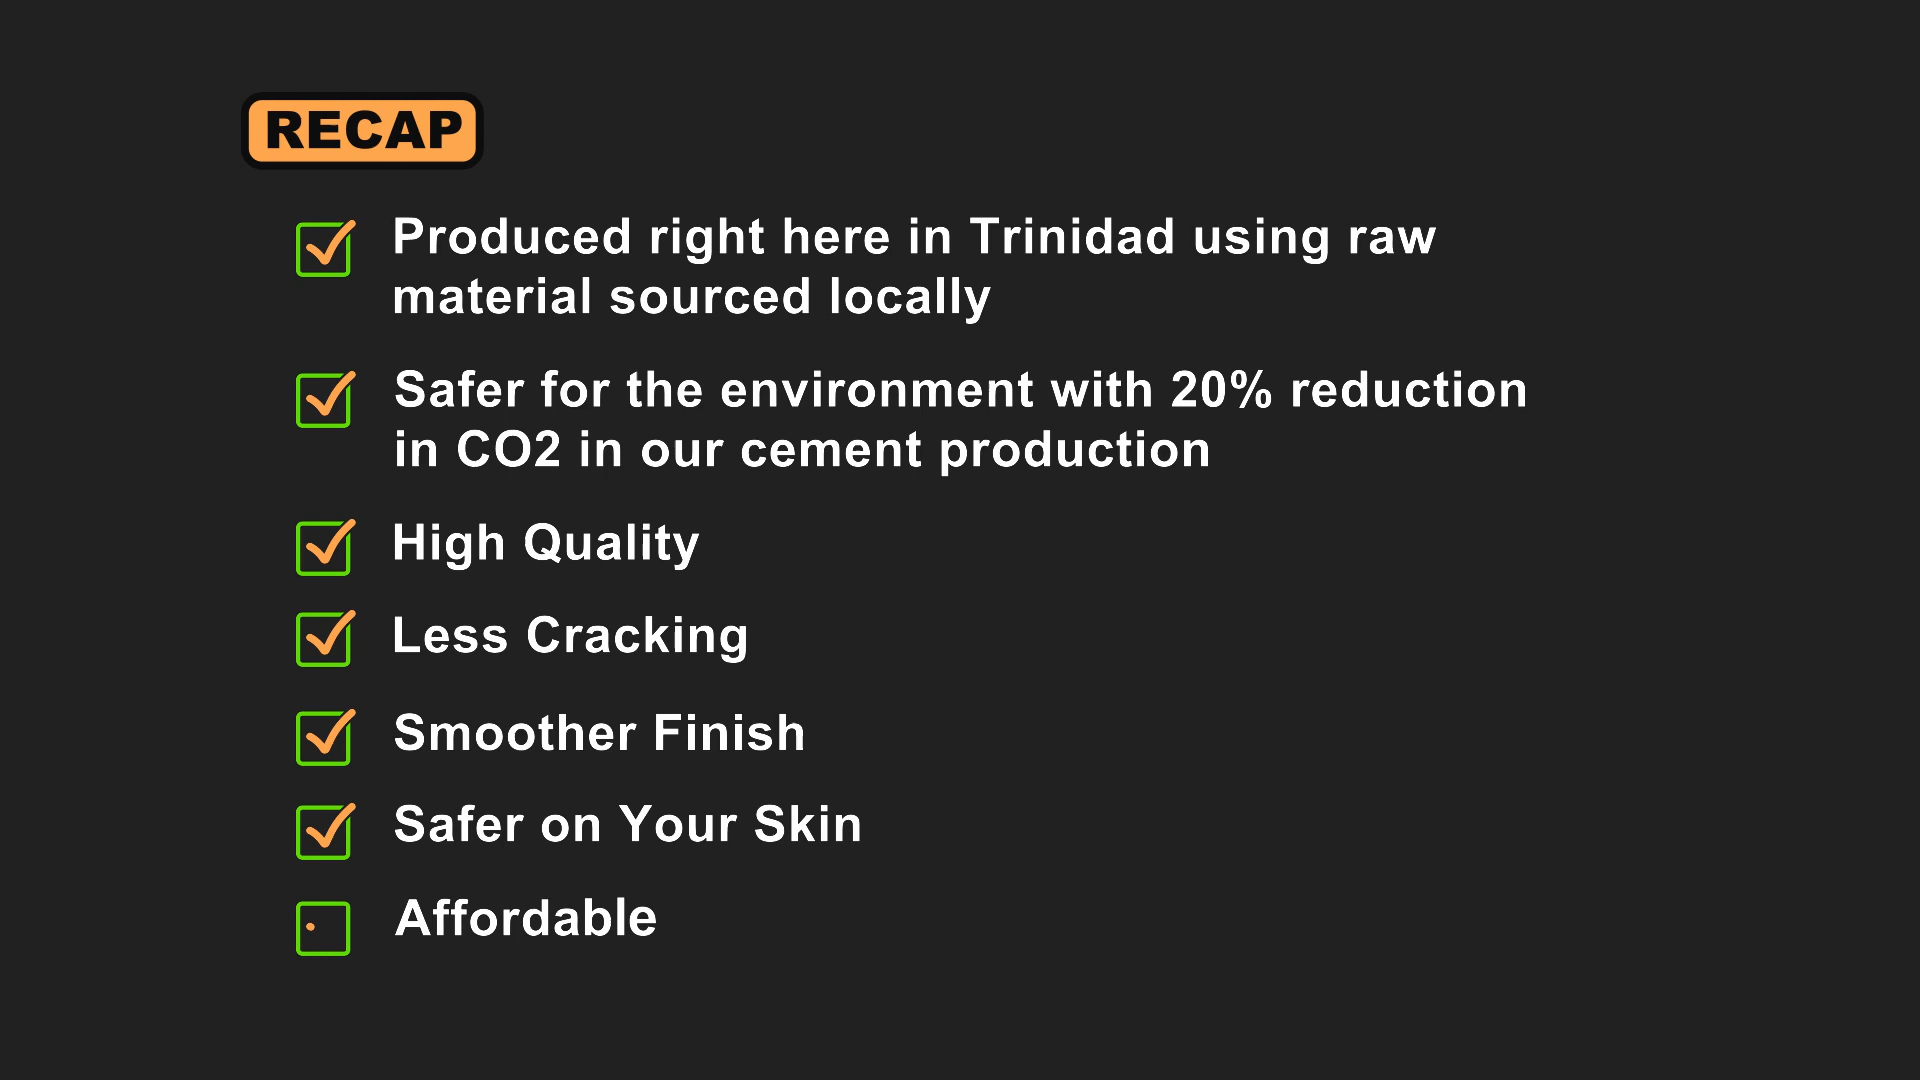 RECAP
Produced right here in Trinidad using raw
material sourced locally
Safer for the environment with 20% reduction
in CO2 in our cement production
High Quality
Less Cracking
Smoother Finish
Safer on Your Skin
Affordable